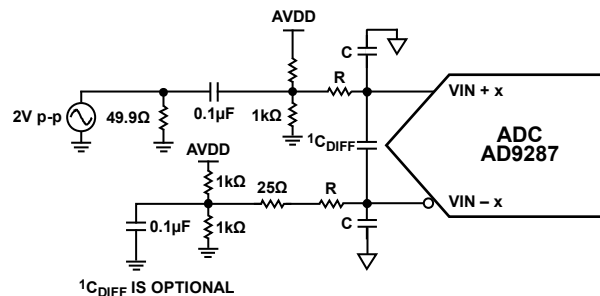 AVDD
C
R
2V p-p
49.9Ω
0.1µF
1kΩ
VIN + x
¹CDIFF
ADC
AD9287
AVDD
1kΩ
25Ω
R
VIN – x
0.1µF
1kΩ
C
¹CDIFF IS OPTIONAL